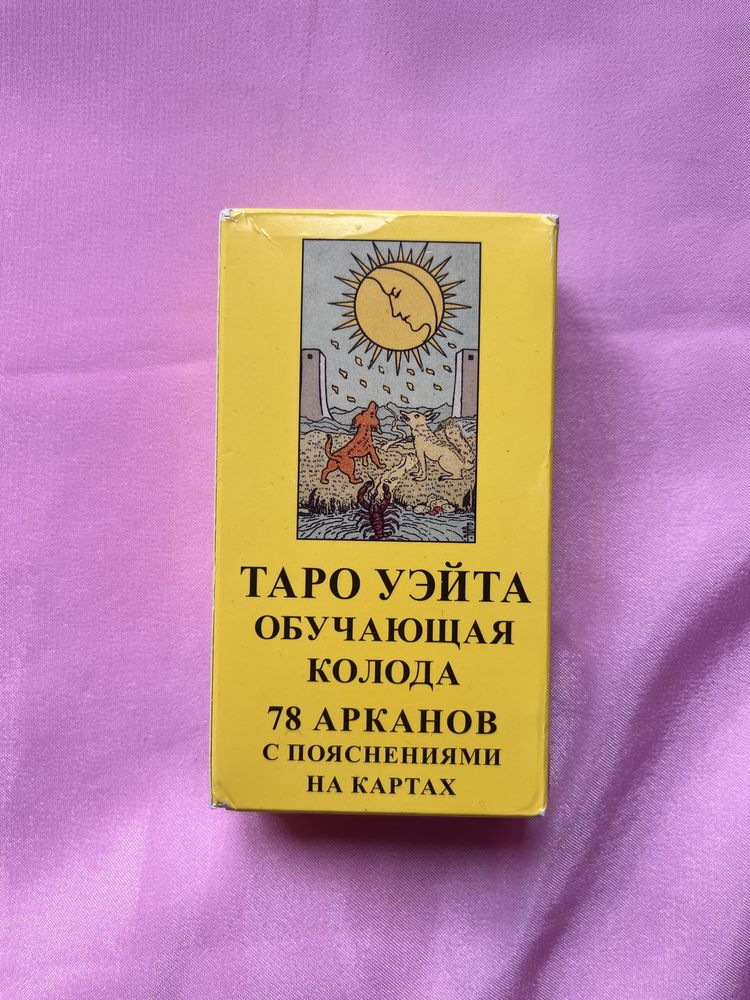 ТАРО УЭЙТА
ОБУЧАЮЩАЯ
КОЛОДА
78 АРКАНОВ
С ПОЯСНЕНИЯМИ
НА КАРТАХ